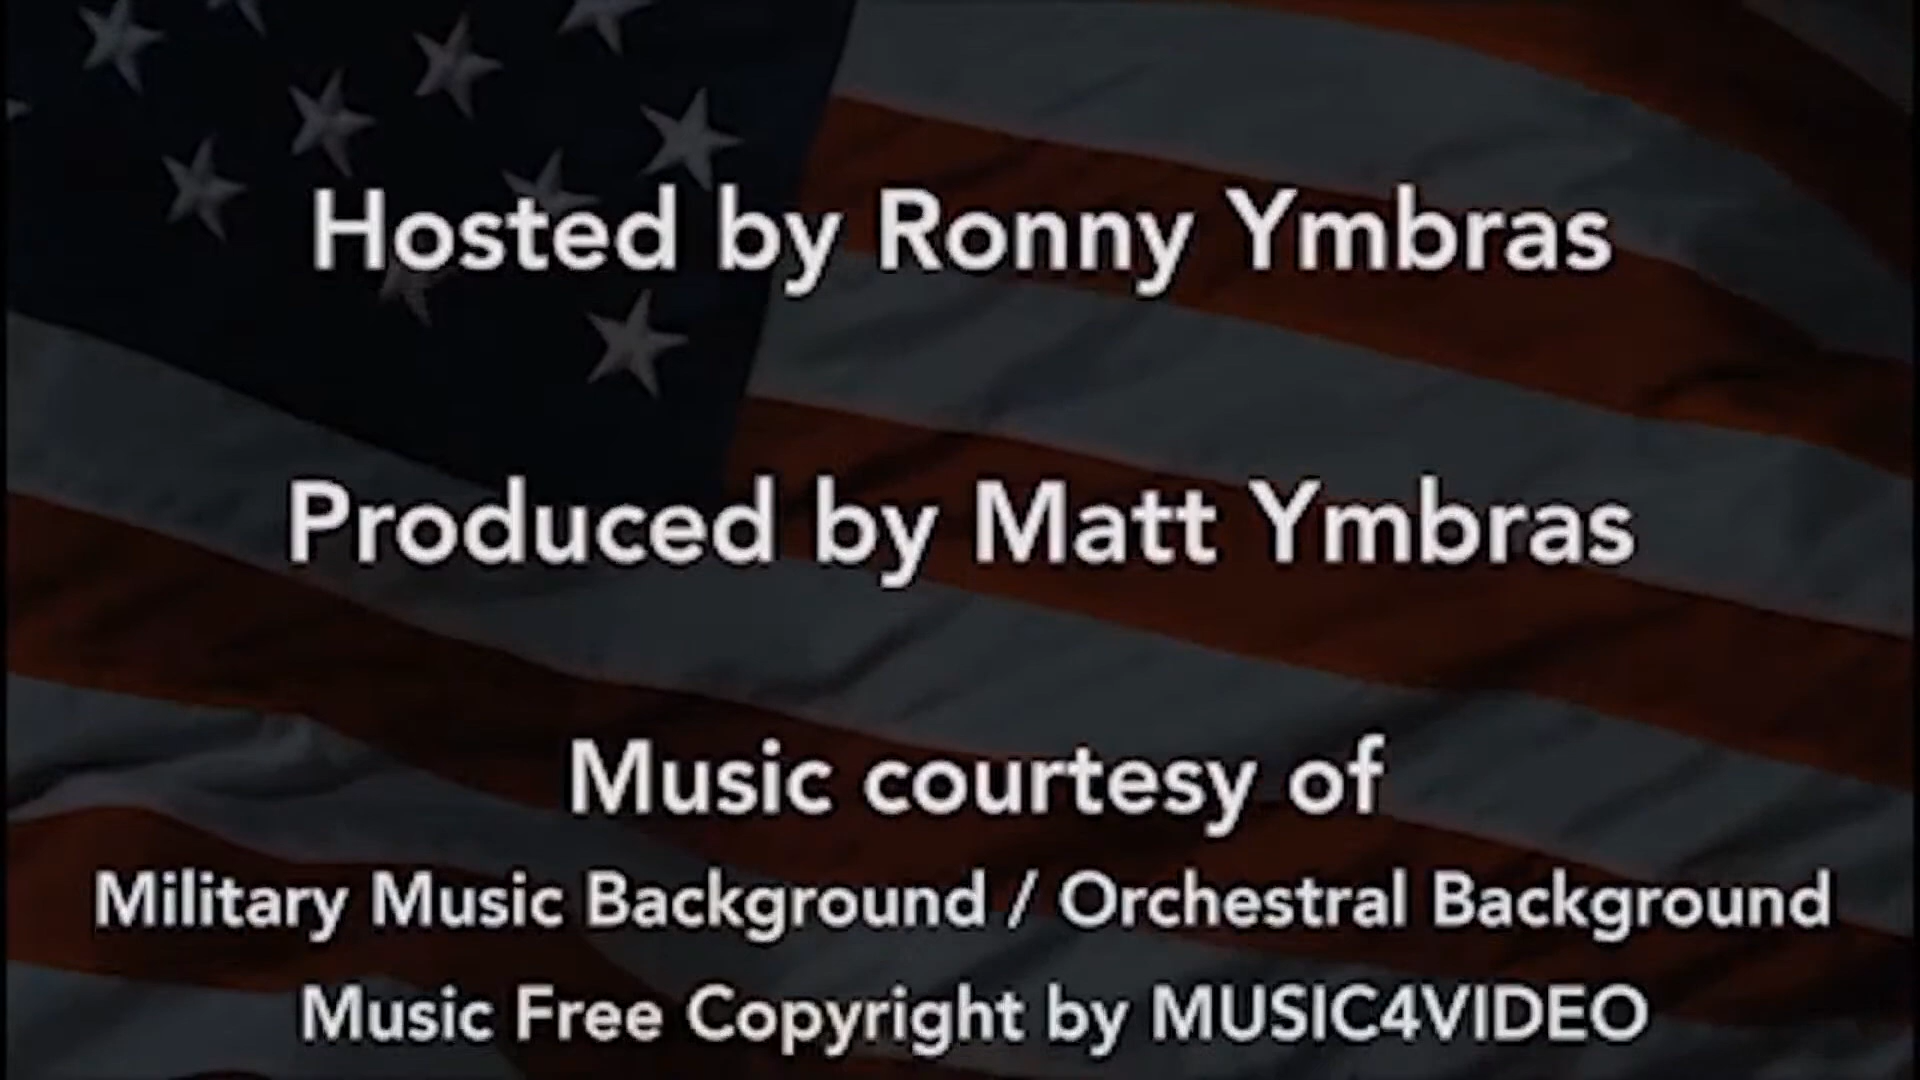 Hosted by Ronny Ymbras
Produced by Matt Ymbras
Music courtesy of
Military Music Background / Orchestral Background
Music Free Copyright by MUSIC4VIDEO